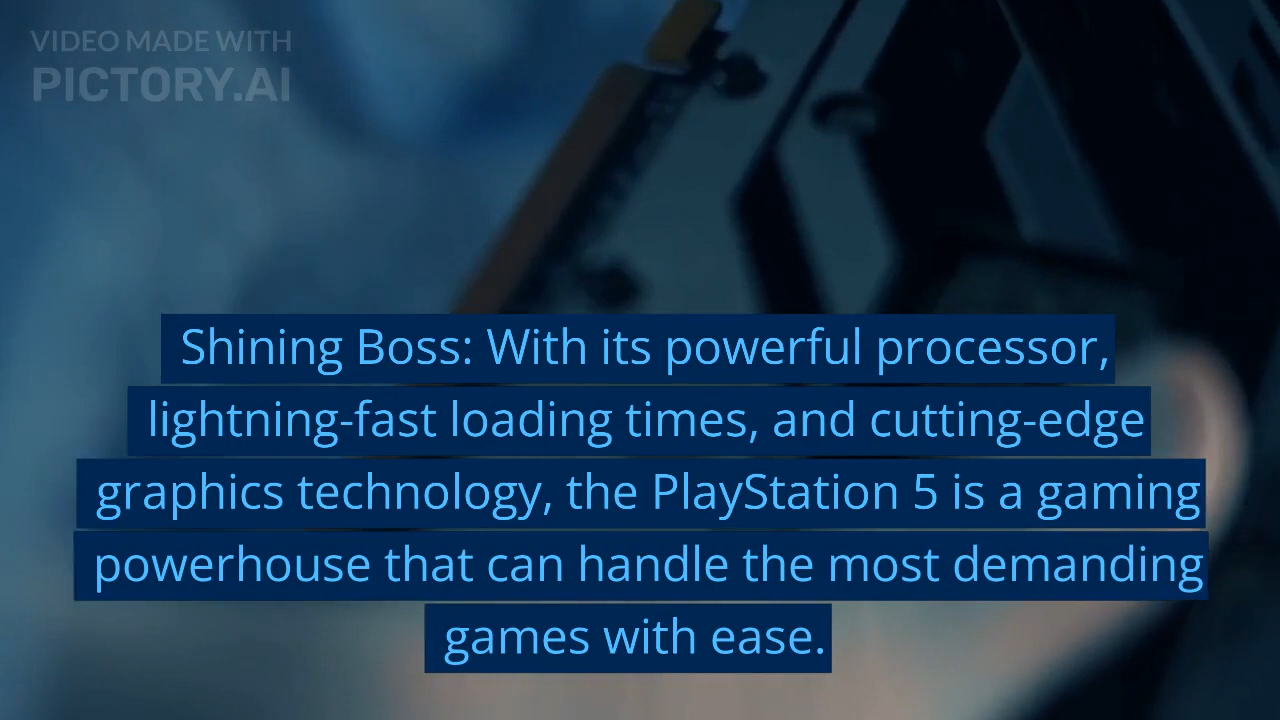 VIDEO MADE WITH
PICTORY.AI
Shining Boss: With its powerful processor,
lightning-fast loading times, and cutting-edge
graphics technology, the PlayStation 5 is a gaming
powerhouse that can handle the most demanding
games with ease.